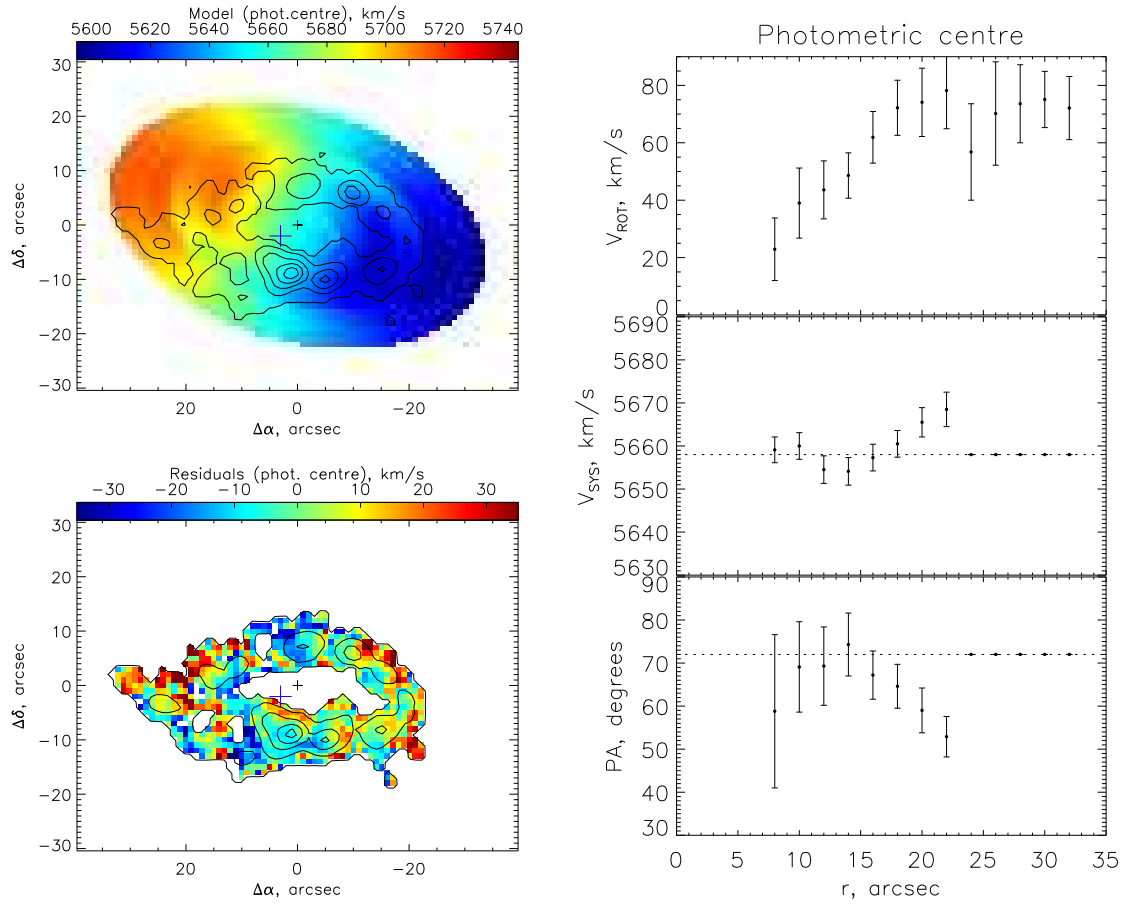 Model (phot.centre), km/s
5600 5620 5640 5660 5680 5700 5720 5740
30
20
10
0
−10
−20
−30
Δδ, arcsec
20 0 −20
Δα, arcsec
Residuals (phot. centre), km/s
−30 −20 −10 0 10 20 30
30
20
10
0
−10
−20
−30
Δδ, arcsec
20 0 −20
Δα, arcsec
Photometric centre
80
60
40
20
0
V_ROT, km/s
5690
5680
5670
5660
5650
5640
5630
V_SYS, km/s
90
80
70
60
50
40
30
PA, degrees
0 5 10 15 20 25 30 35
r, arcsec